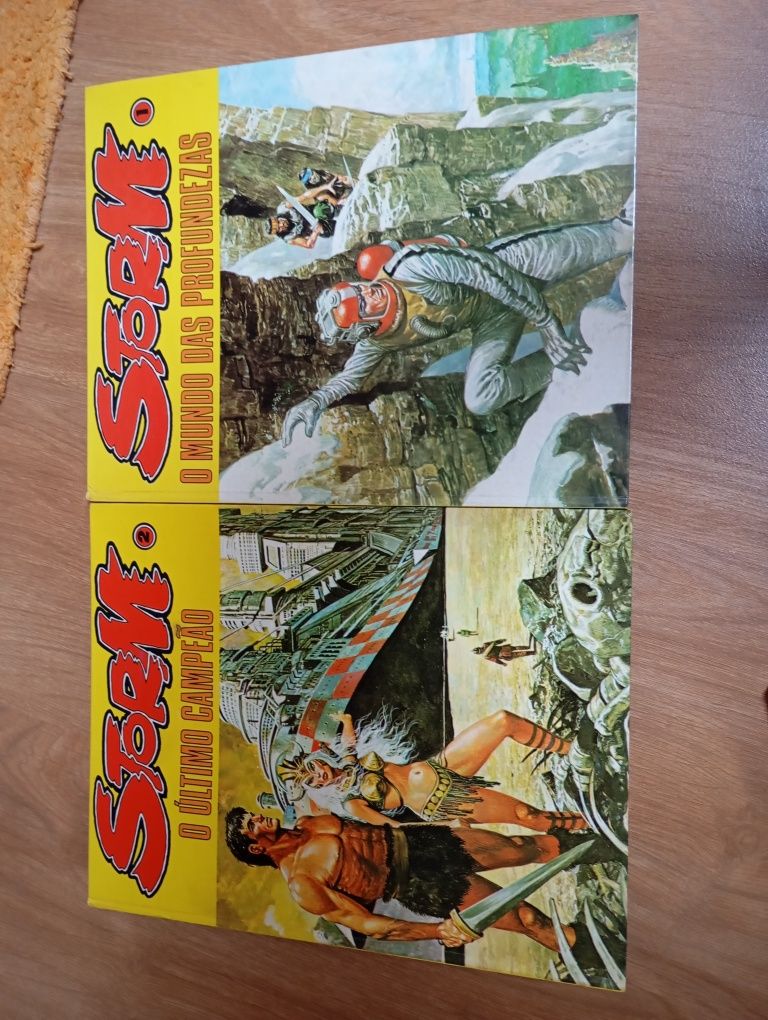 STORM 1
O MUNDO DAS PROFUNDEZAS
STORM 2
O ÚLTIMO CAMPEÃO